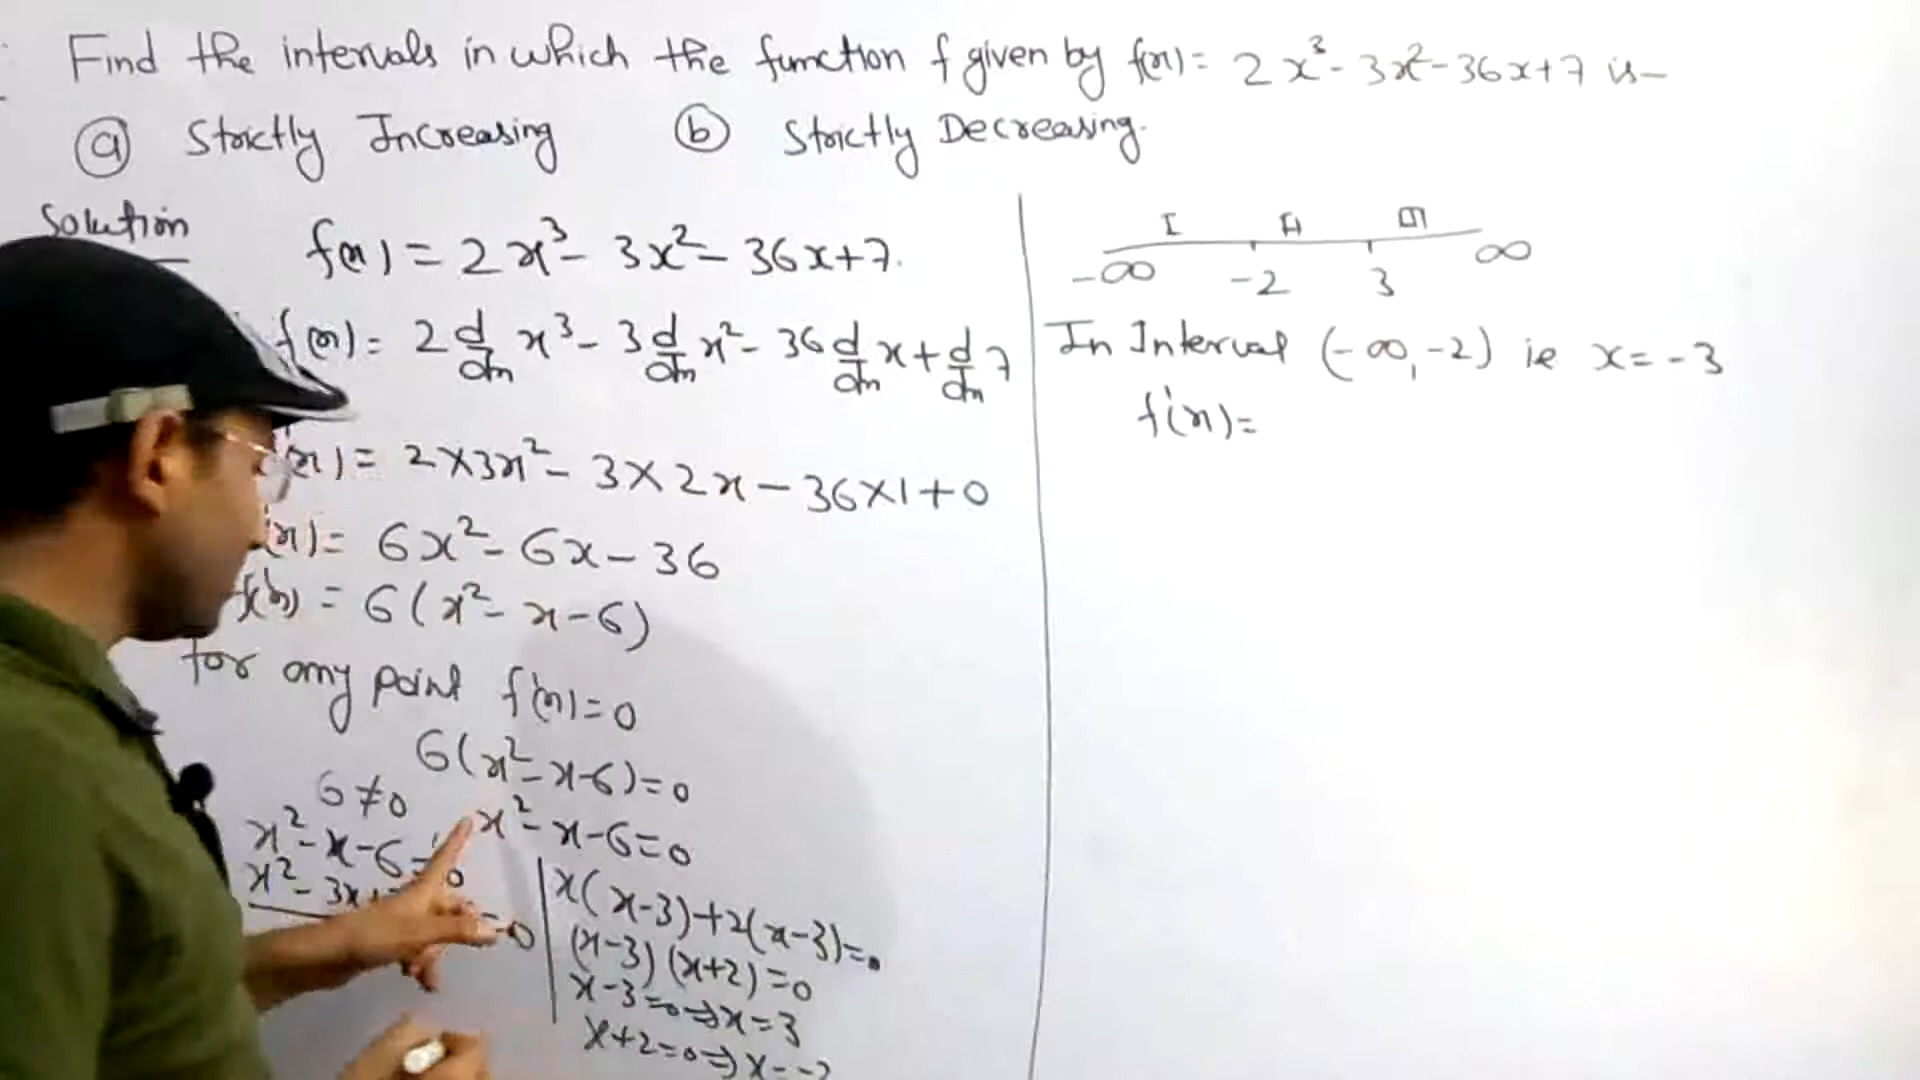 Find the intervals in which the function f given by f(x) = 2x³ - 3x² - 36x + 7 is -
(a) Strictly Increasing (b) Strictly Decreasing.
Solution
f(x) = 2x³ - 3x² - 36x + 7.
f(x) = 2 d/dx x³ - 3 d/dx x² - 36 d/dx x + d/dx 7
(x) = 2×3x² - 3×2x - 36×1 + 0
'(x) = 6x² - 6x - 36
f'(x) = 6(x² - x - 6)
for any point f'(x) = 0
6(x² - x - 6) = 0
6 ≠ 0
x² - x - 6 = 0
x² - x - 6 = 0
x² - 3x + = 0
x(x-3) + 2(x-3) = 0
(x-3)(x+2) = 0
x - 3 = 0 ⇒ x = 3
x + 2 = 0 ⇒ x = -2
I II III
-∞ -2 3 ∞
In Interval (-∞, -2) ie x = -3
f'(x) =